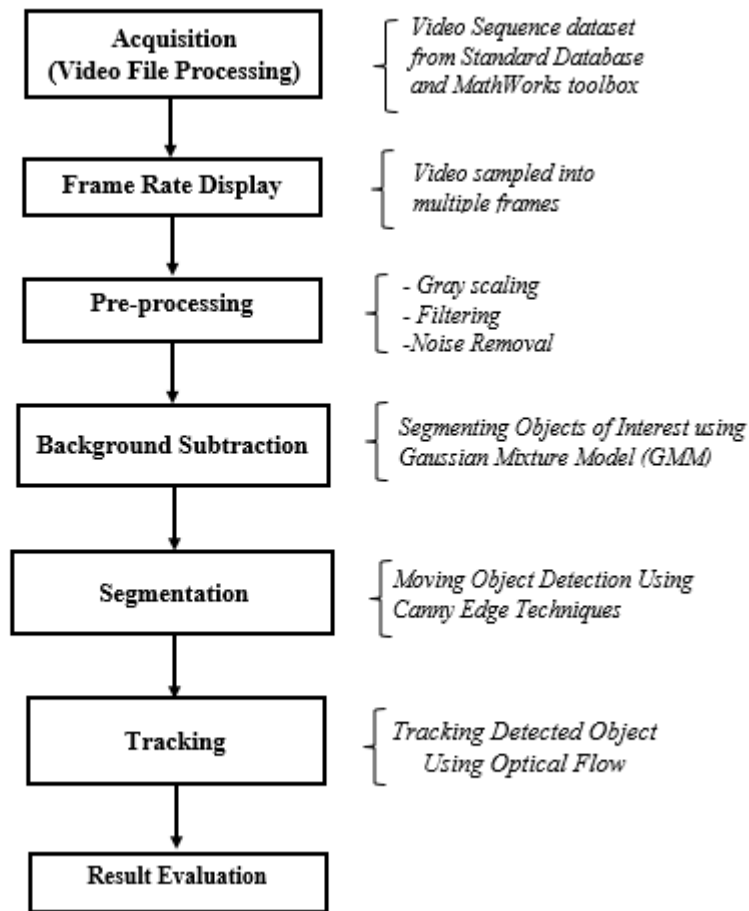 Acquisition
(Video File Processing)
Video Sequence dataset
from Standard Database
and MathWorks toolbox
Frame Rate Display
Video sampled into
multiple frames
Pre-processing
- Gray scaling
- Filtering
-Noise Removal
Background Subtraction
Segmenting Objects of Interest using
Gaussian Mixture Model (GMM)
Segmentation
Moving Object Detection Using
Canny Edge Techniques
Tracking
Tracking Detected Object
Using Optical Flow
Result Evaluation